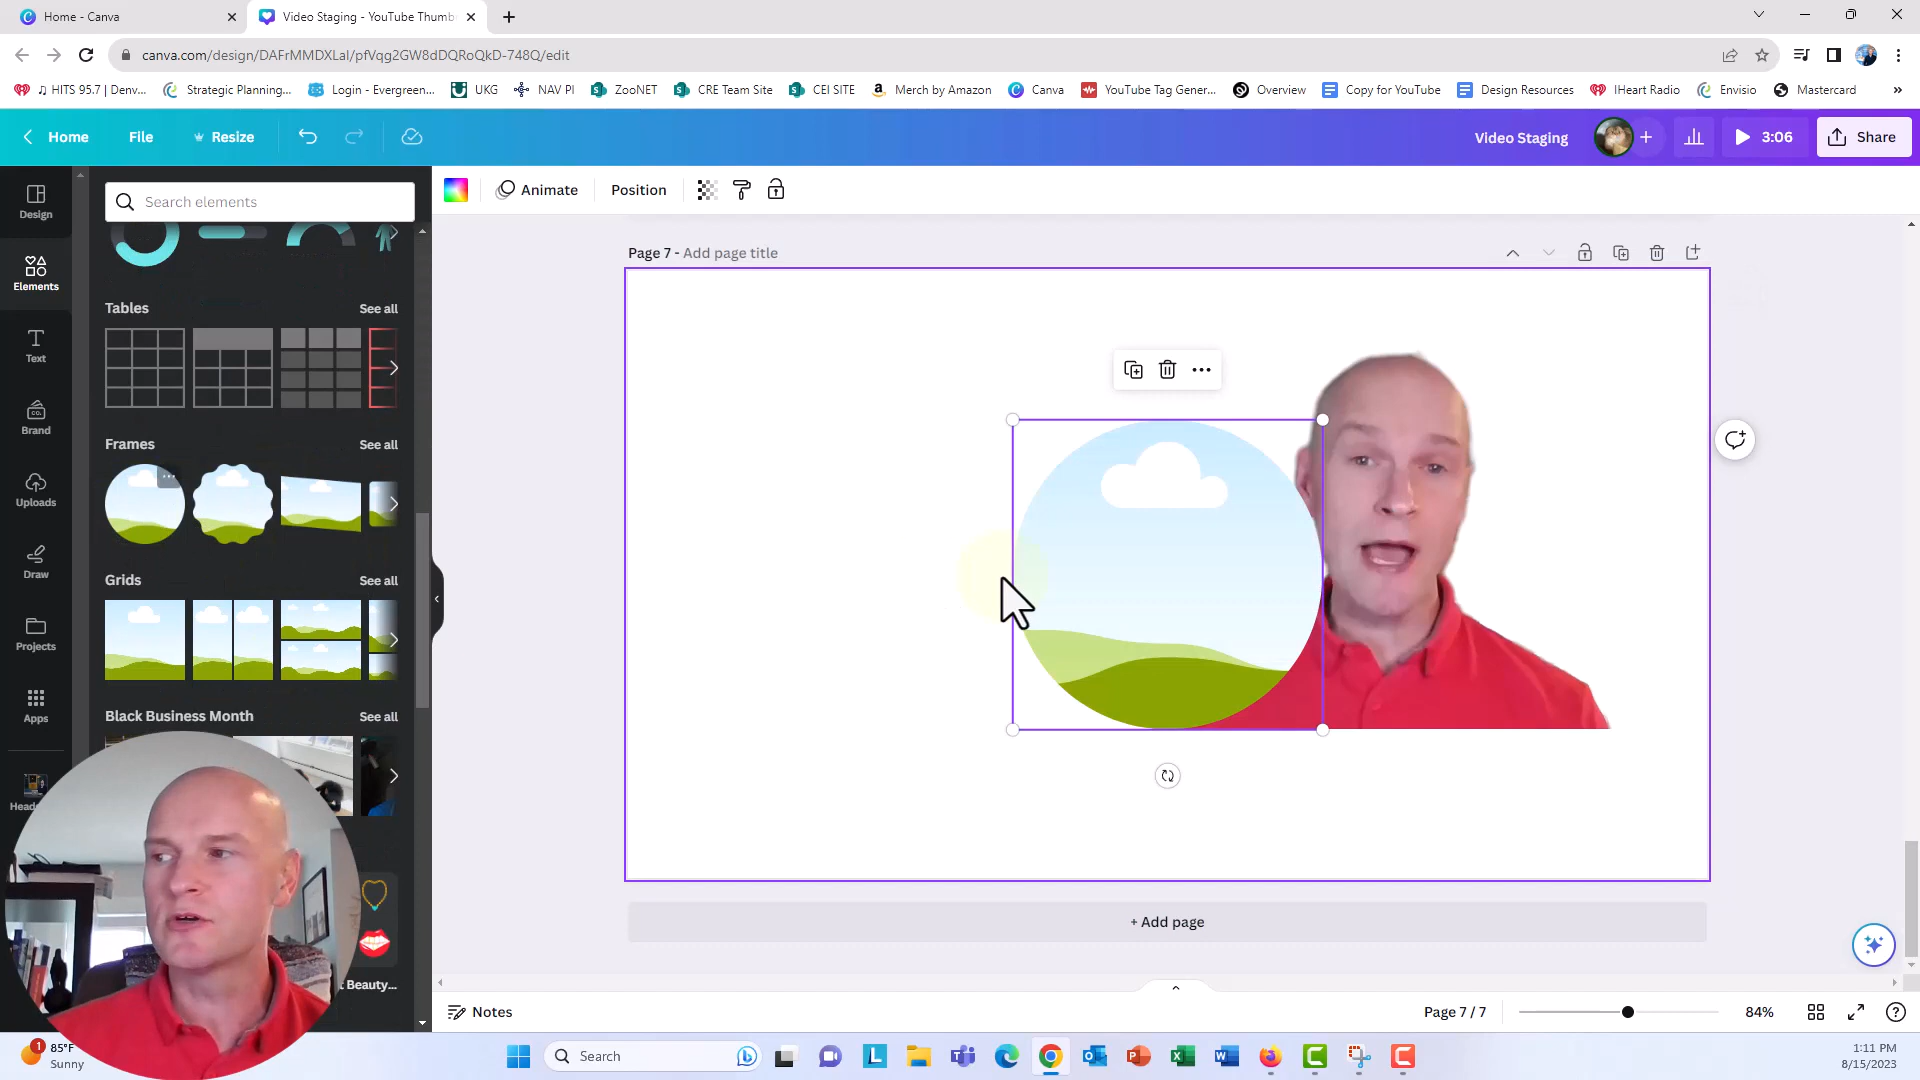 Home - Canva
Video Staging - YouTube Thumb
canva.com/design/DAFrMMDXLaI/pfVqg2GW8dDQRoQkD-748Q/edit
♫ HITS 95.7 | Denv...
Strategic Planning...
Login - Evergreen...
UKG
NAV PI
ZooNET
CRE Team Site
CEI SITE
Merch by Amazon
Canva
YouTube Tag Gener...
Overview
Copy for YouTube
Design Resources
IHeart Radio
Envisio
Mastercard
»
Home
File
Resize
Video Staging
3:06
Share
Animate
Position
Design
Elements
Text
Brand
Uploads
Draw
Projects
Apps
Search elements
Tables
See all
Frames
See all
Grids
See all
Black Business Month
See all
t Beauty...
Page 7 - Add page title
+ Add page
Notes
Page 7 / 7
84%
1
85°F
Sunny
Search
1:11 PM
8/15/2023